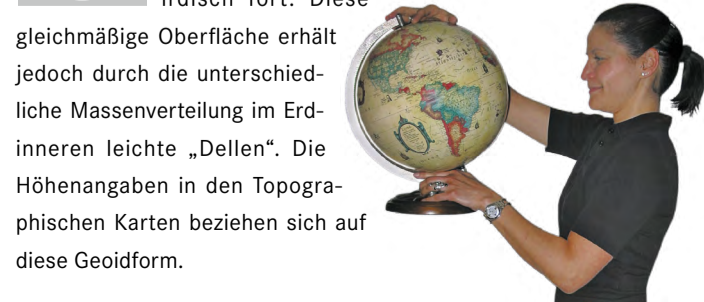 irdisch fort. Diese
gleichmäßige Oberfläche erhält
jedoch durch die unterschied-
liche Massenverteilung im Erd-
inneren leichte „Dellen“. Die
Höhenangaben in den Topogra-
phischen Karten beziehen sich auf
diese Geoidform.